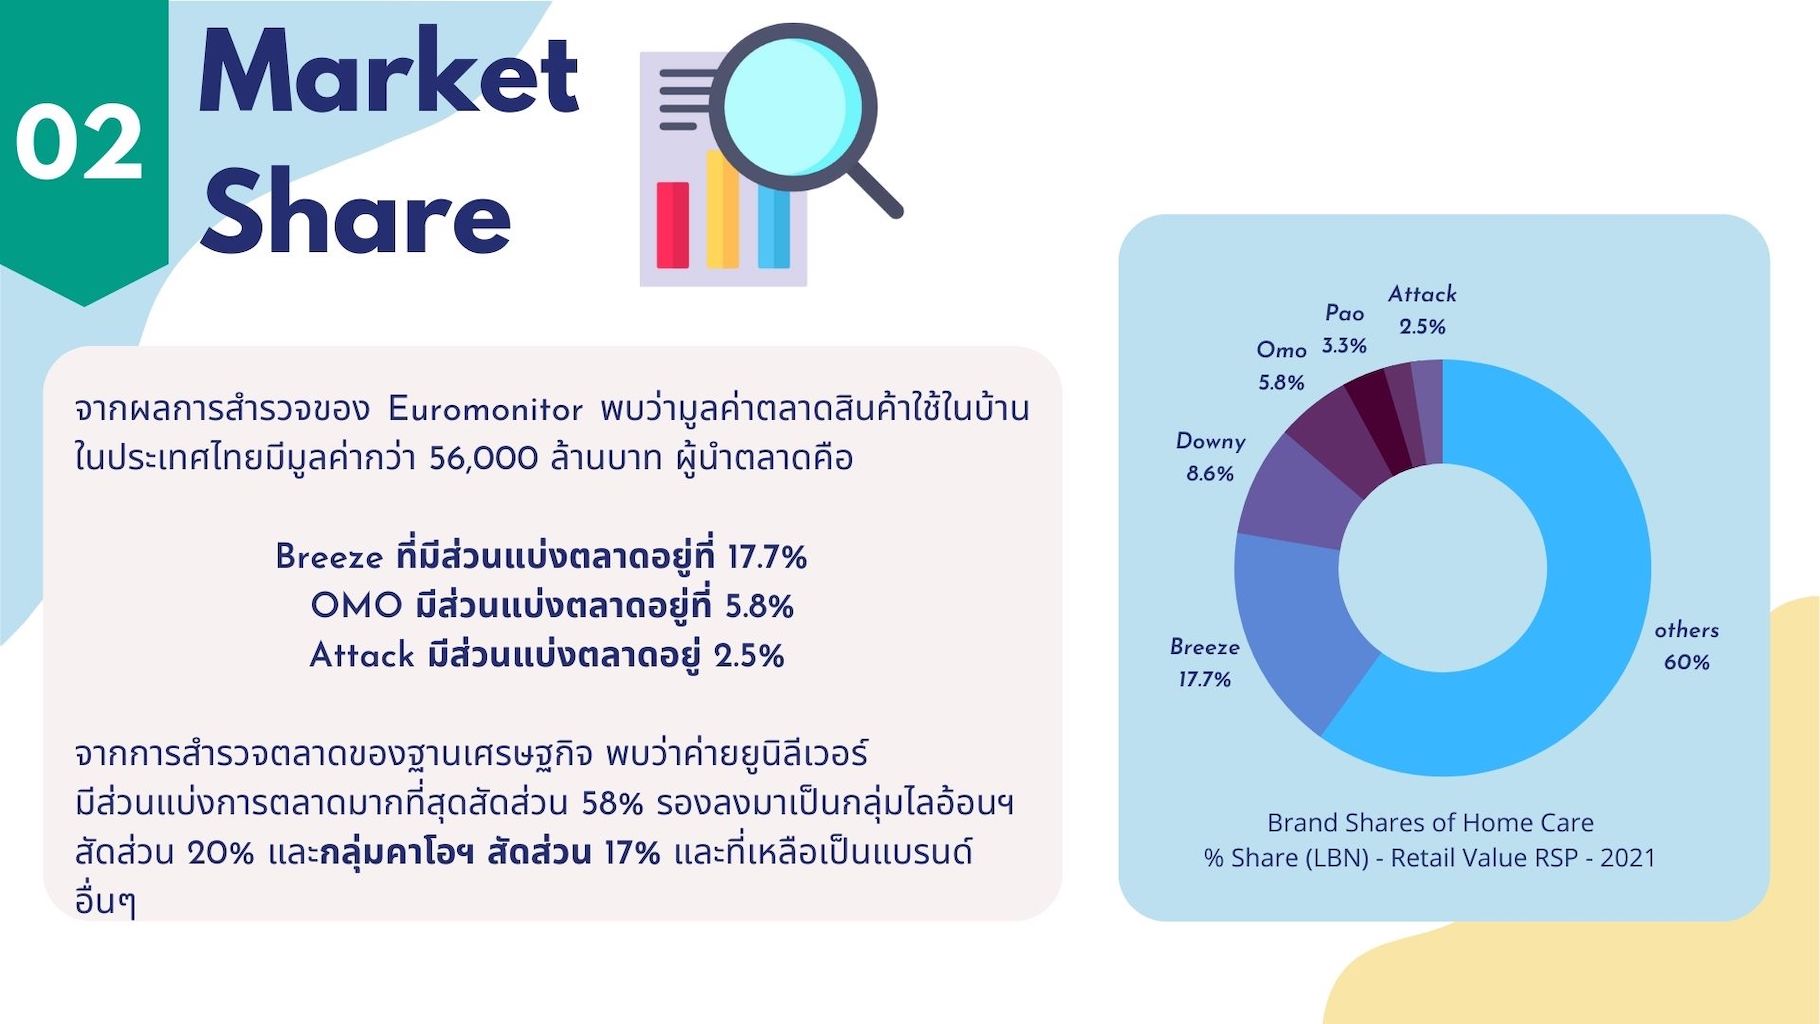 02
Market
Share
จากผลการสำรวจของ Euromonitor พบว่ามูลค่าตลาดสินค้าใช้ในบ้าน
ในประเทศไทยมีมูลค่ากว่า 56,000 ล้านบาท ผู้นำตลาดคือ
Breeze ที่มีส่วนแบ่งตลาดอยู่ที่ 17.7%
OMO มีส่วนแบ่งตลาดอยู่ที่ 5.8%
Attack มีส่วนแบ่งตลาดอยู่ 2.5%
จากการสำรวจตลาดของฐานเศรษฐกิจ พบว่าค่ายยูนิลีเวอร์
มีส่วนแบ่งการตลาดมากที่สุดสัดส่วน 58% รองลงมาเป็นกลุ่มไลอ้อนฯ
สัดส่วน 20% และกลุ่มคาโอฯ สัดส่วน 17% และที่เหลือเป็นแบรนด์
อื่นๆ
Attack
2.5%
Pao
3.3%
Omo
5.8%
Downy
8.6%
Breeze
17.7%
others
60%
Brand Shares of Home Care
% Share (LBN) - Retail Value RSP - 2021